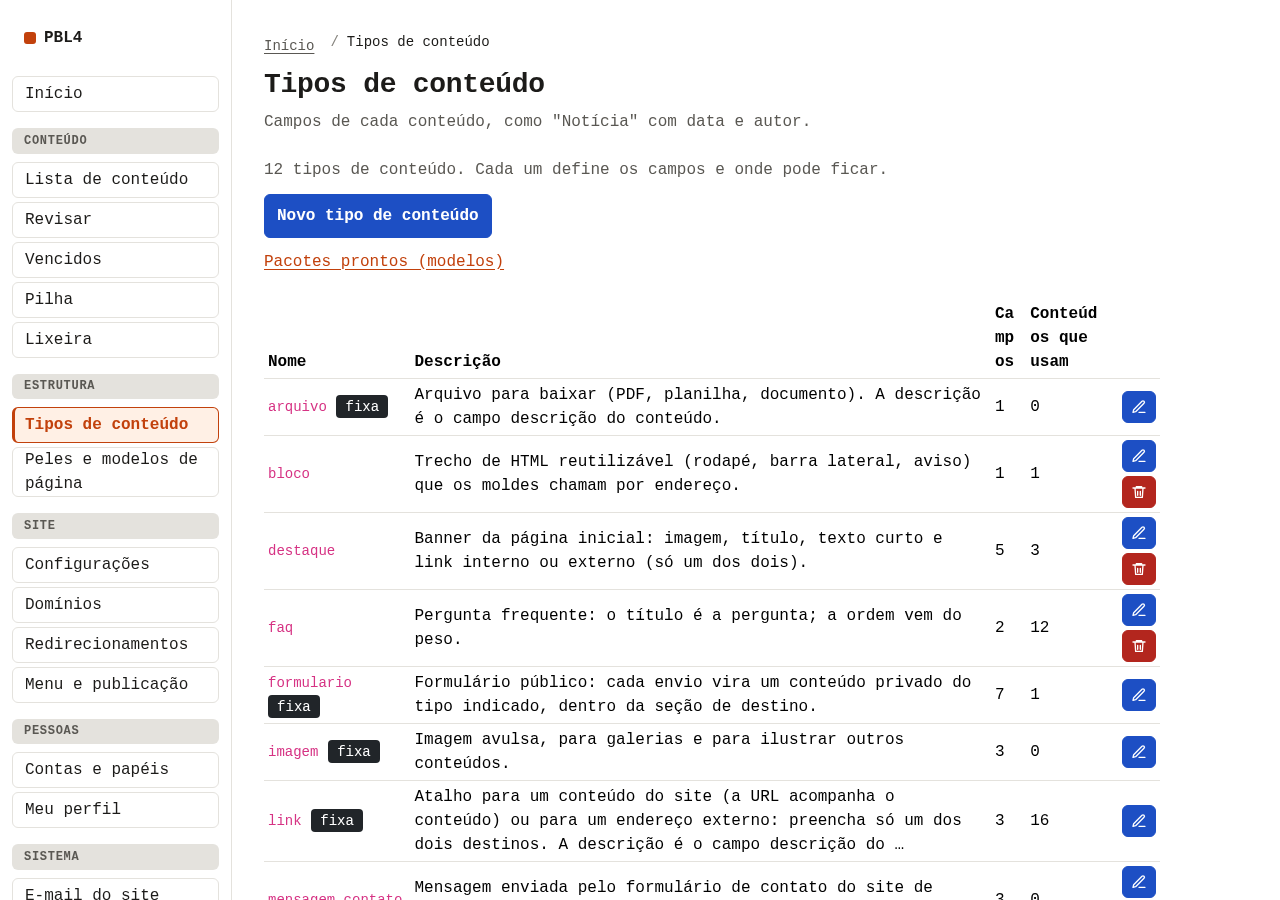 PBL4
Início
CONTEÚDO
Lista de conteúdo
Revisar
Vencidos
Pilha
Lixeira
ESTRUTURA
Tipos de conteúdo
Peles e modelos de
página
SITE
Configurações
Domínios
Redirecionamentos
Menu e publicação
PESSOAS
Contas e papéis
Meu perfil
SISTEMA
E-mail do site
Início / Tipos de conteúdo
Tipos de conteúdo
Campos de cada conteúdo, como "Notícia" com data e autor.
12 tipos de conteúdo. Cada um define os campos e onde pode ficar.
Novo tipo de conteúdo
Pacotes prontos (modelos)
Nome Descrição Ca
mp
os Conteúd
os que
usam
arquivo fixa Arquivo para baixar (PDF, planilha, documento). A descrição
é o campo descrição do conteúdo. 1 0
bloco Trecho de HTML reutilizável (rodapé, barra lateral, aviso)
que os moldes chamam por endereço. 1 1
destaque Banner da página inicial: imagem, título, texto curto e
link interno ou externo (só um dos dois). 5 3
faq Pergunta frequente: o título é a pergunta; a ordem vem do
peso. 2 12
formulario
fixa Formulário público: cada envio vira um conteúdo privado do
tipo indicado, dentro da seção de destino. 7 1
imagem fixa Imagem avulsa, para galerias e para ilustrar outros
conteúdos. 3 0
link fixa Atalho para um conteúdo do site (a URL acompanha o
conteúdo) ou para um endereço externo: preencha só um dos
dois destinos. A descrição é o campo descrição do … 3 16
mensagem_contato Mensagem enviada pelo formulário de contato do site de
3 0